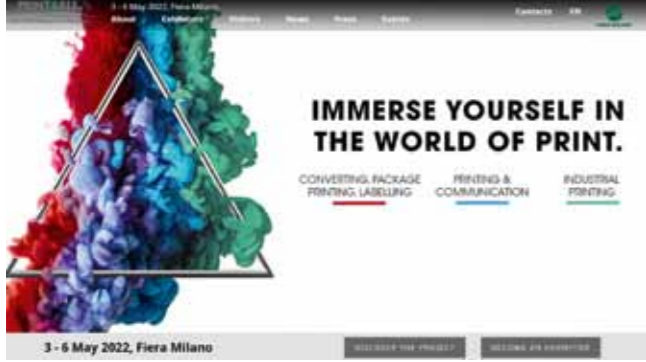 3 - 6 May 2022, Fiera Milano
About Exhibitors Visitors News Press Events
Contacts EN
IMMERSE YOURSELF IN
THE WORLD OF PRINT.
CONVERTING, PACKAGE
PRINTING, LABELLING
PRINTING &
COMMUNICATION
INDUSTRIAL
PRINTING
3 - 6 May 2022, Fiera Milano
DISCOVER THE PROJECT
BECOME AN EXHIBITOR